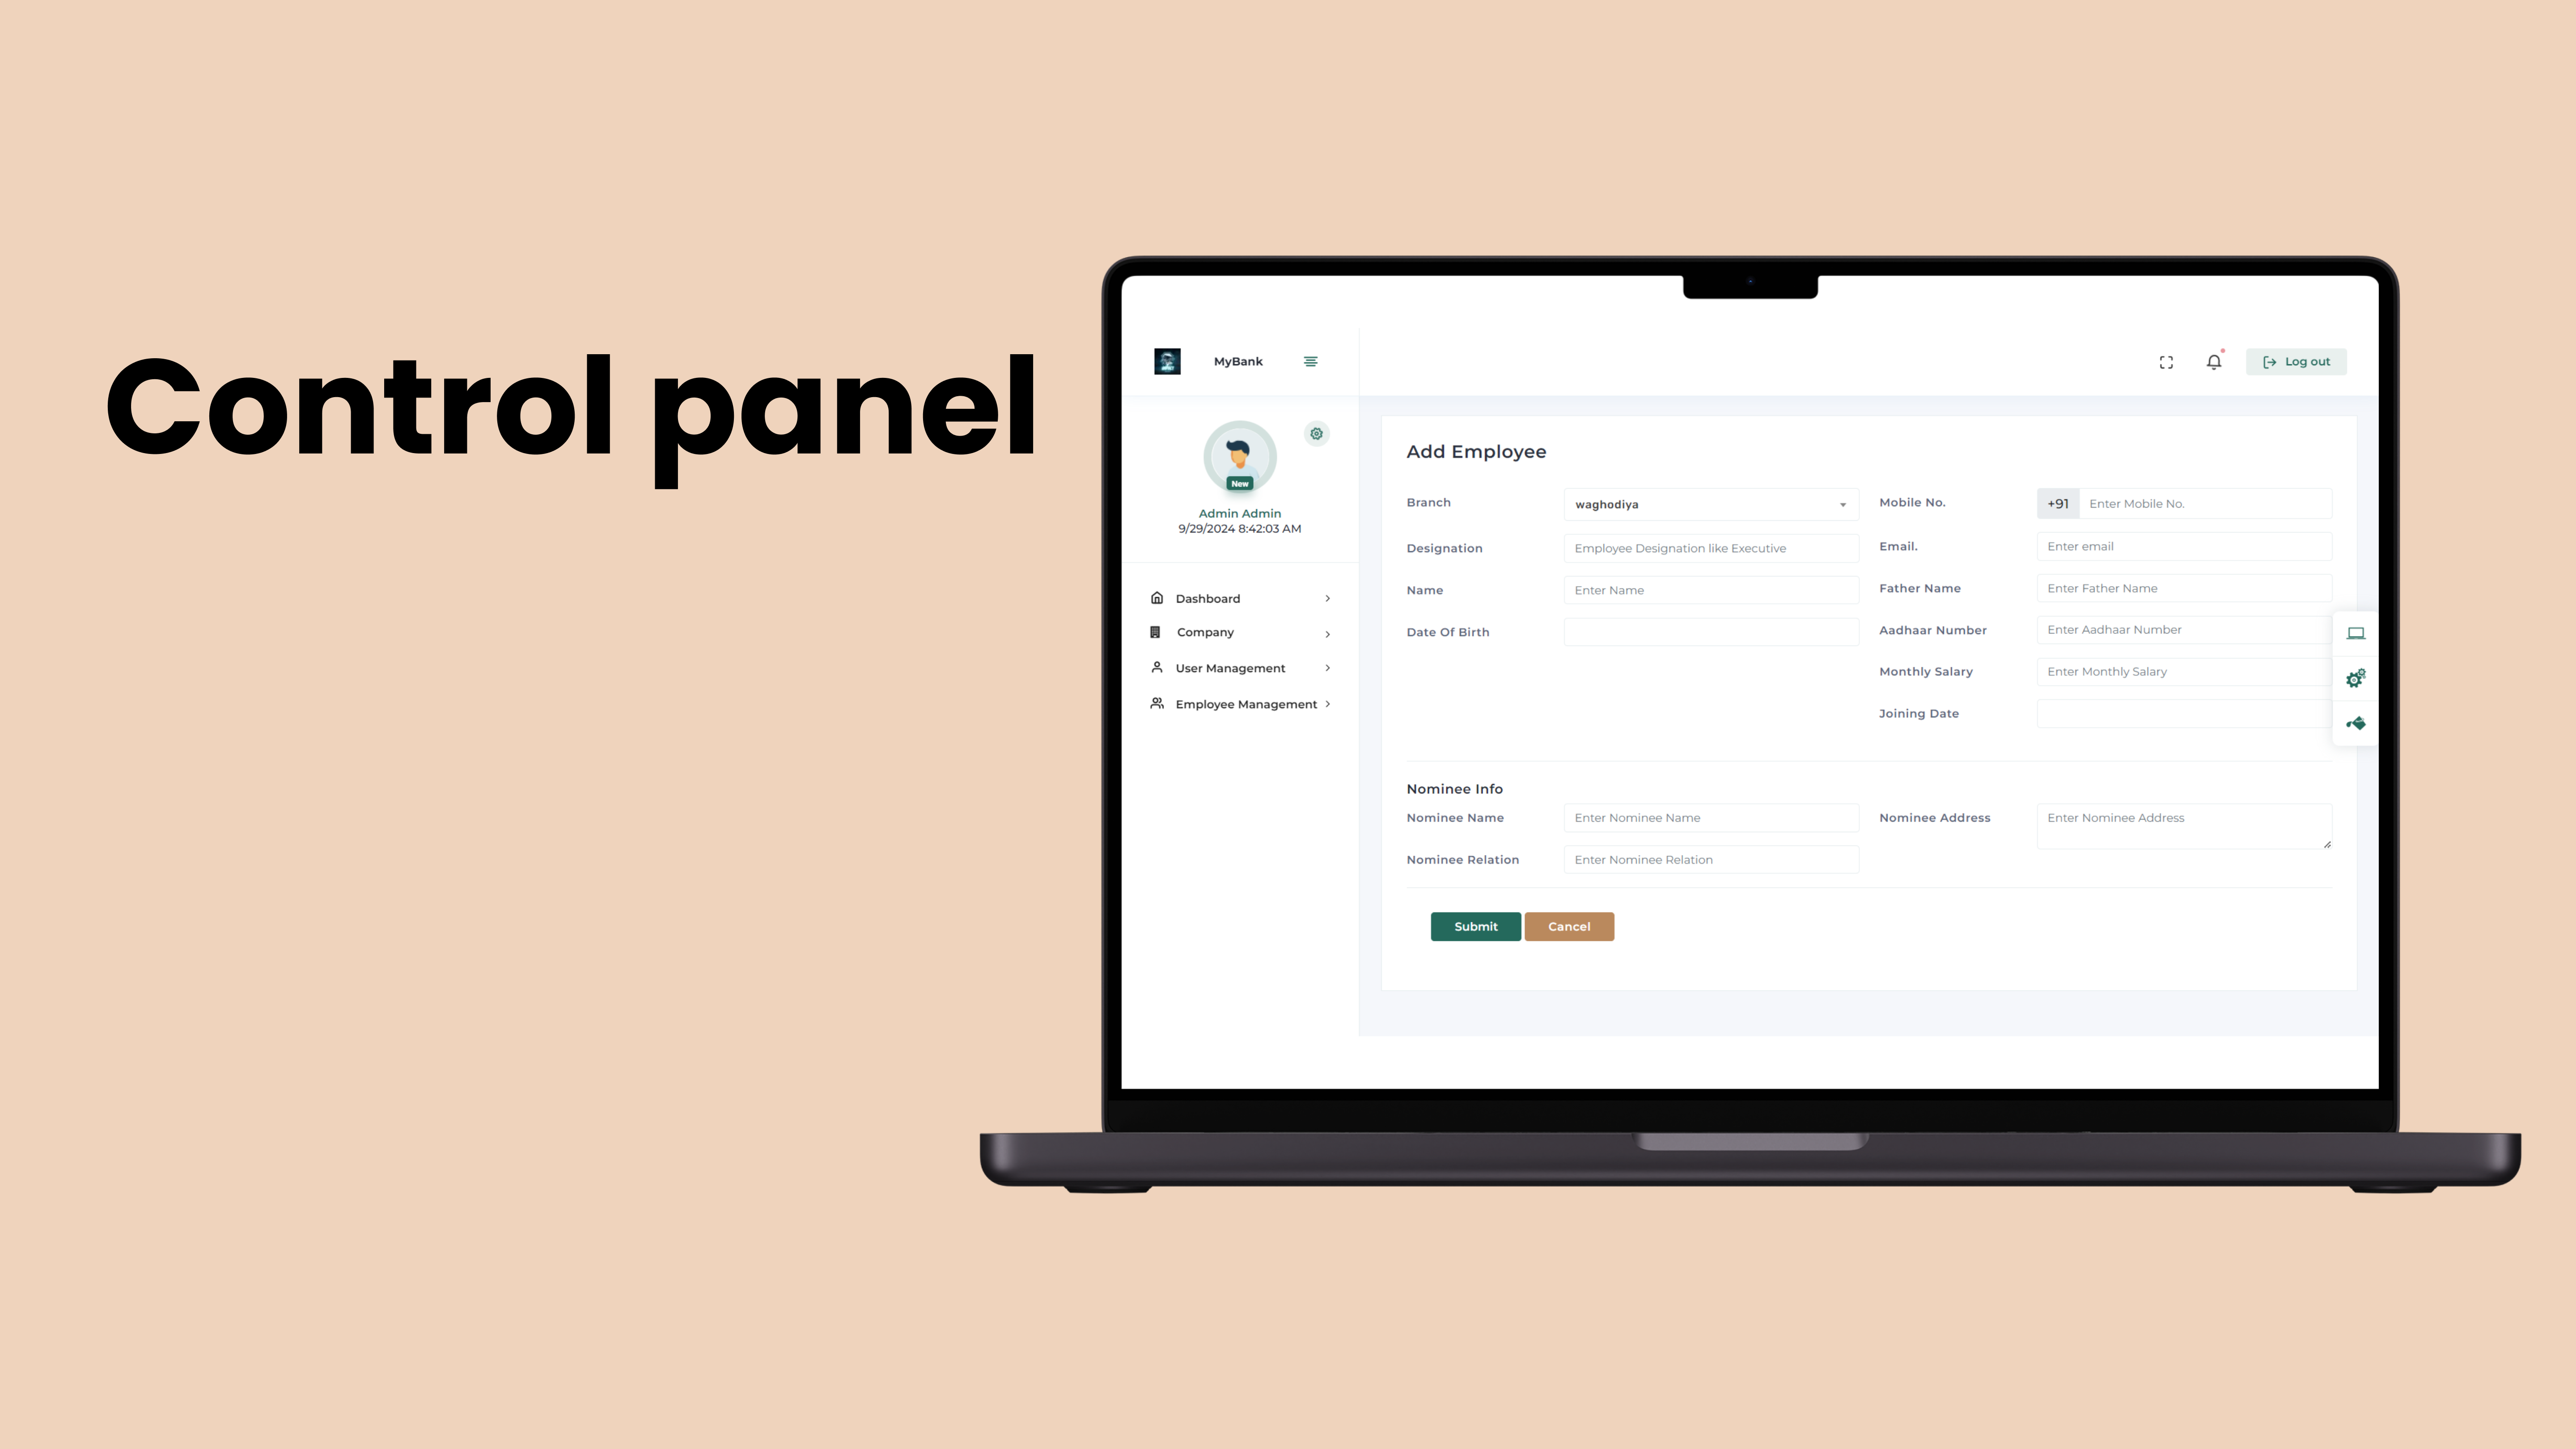 Control panel
MyBank
Log out
New
Admin Admin
9/29/2024 8:42:03 AM
Dashboard
Company
User Management
Employee Management
Add Employee
Branch
waghodiya
Designation
Employee Designation like Executive
Name
Enter Name
Date Of Birth
Mobile No.
+91 Enter Mobile No.
Email.
Enter email
Father Name
Enter Father Name
Aadhaar Number
Enter Aadhaar Number
Monthly Salary
Enter Monthly Salary
Joining Date
Nominee Info
Nominee Name
Enter Nominee Name
Nominee Relation
Enter Nominee Relation
Nominee Address
Enter Nominee Address
Submit
Cancel